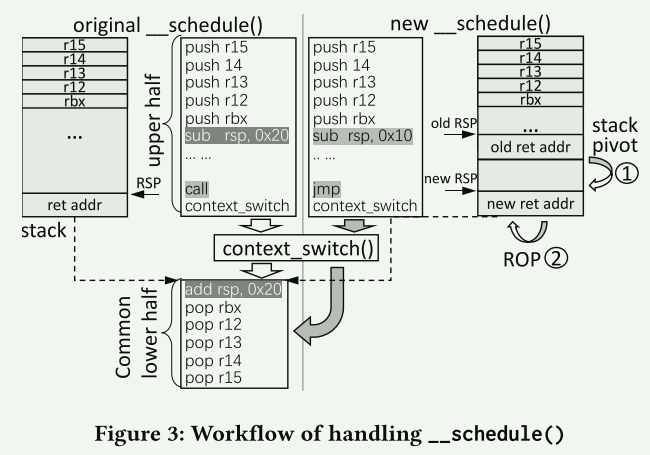 original __schedule()
new __schedule()
r15
r14
r13
r12
rbx
...
ret addr
stack
RSP
upper half
push r15
push 14
push r13
push r12
push rbx
sub rsp, 0x20
... ...
call
context_switch
push r15
push 14
push r13
push r12
push rbx
sub rsp, 0x10
.. ...
jmp
context_switch
r15
r14
r13
r12
rbx
...
old RSP
old ret addr
new RSP
new ret addr
stack
pivot
1
ROP 2
context_switch()
Common
lower half
add rsp, 0x20
pop rbx
pop r12
pop r13
pop r14
pop r15
Figure 3: Workflow of handling __schedule()